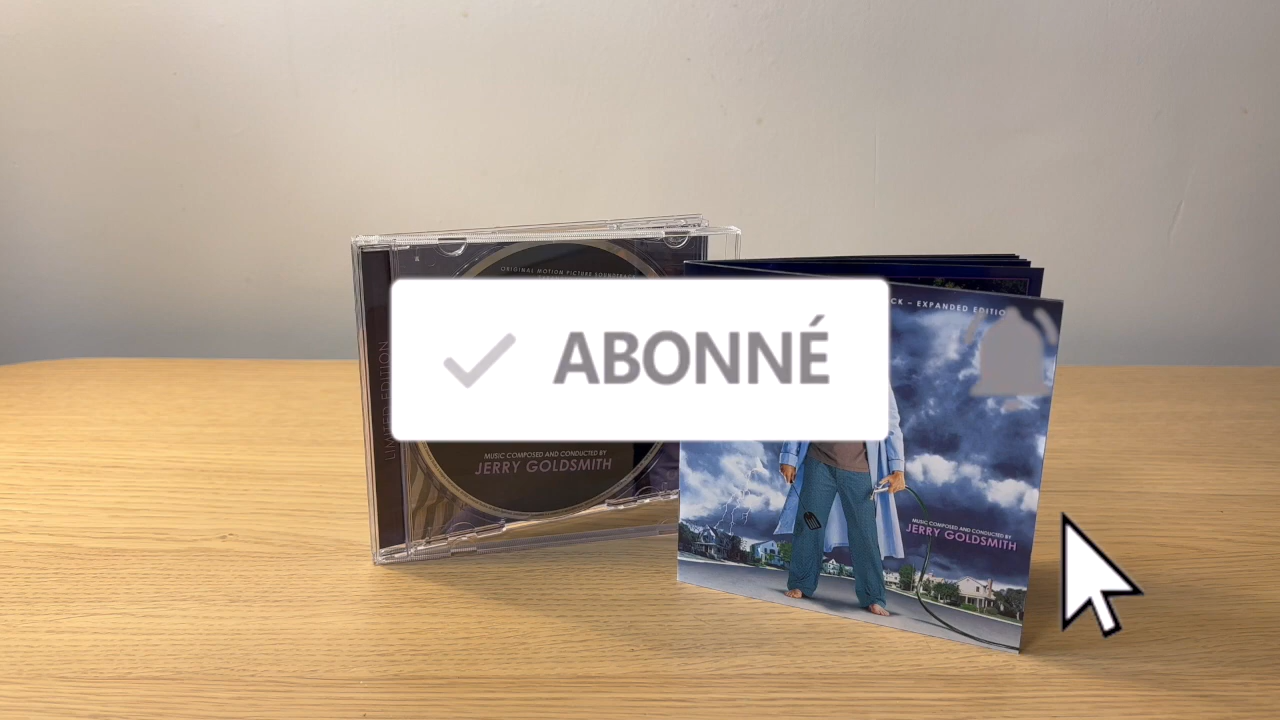 ORIGINAL MOTION PICTURE SOUNDTRACK
CK – EXPANDED EDITIO
LIMITED EDITION
ABONNÉ
MUSIC COMPOSED AND CONDUCTED BY
JERRY GOLDSMITH
MUSIC COMPOSED AND CONDUCTED BY
JERRY GOLDSMITH